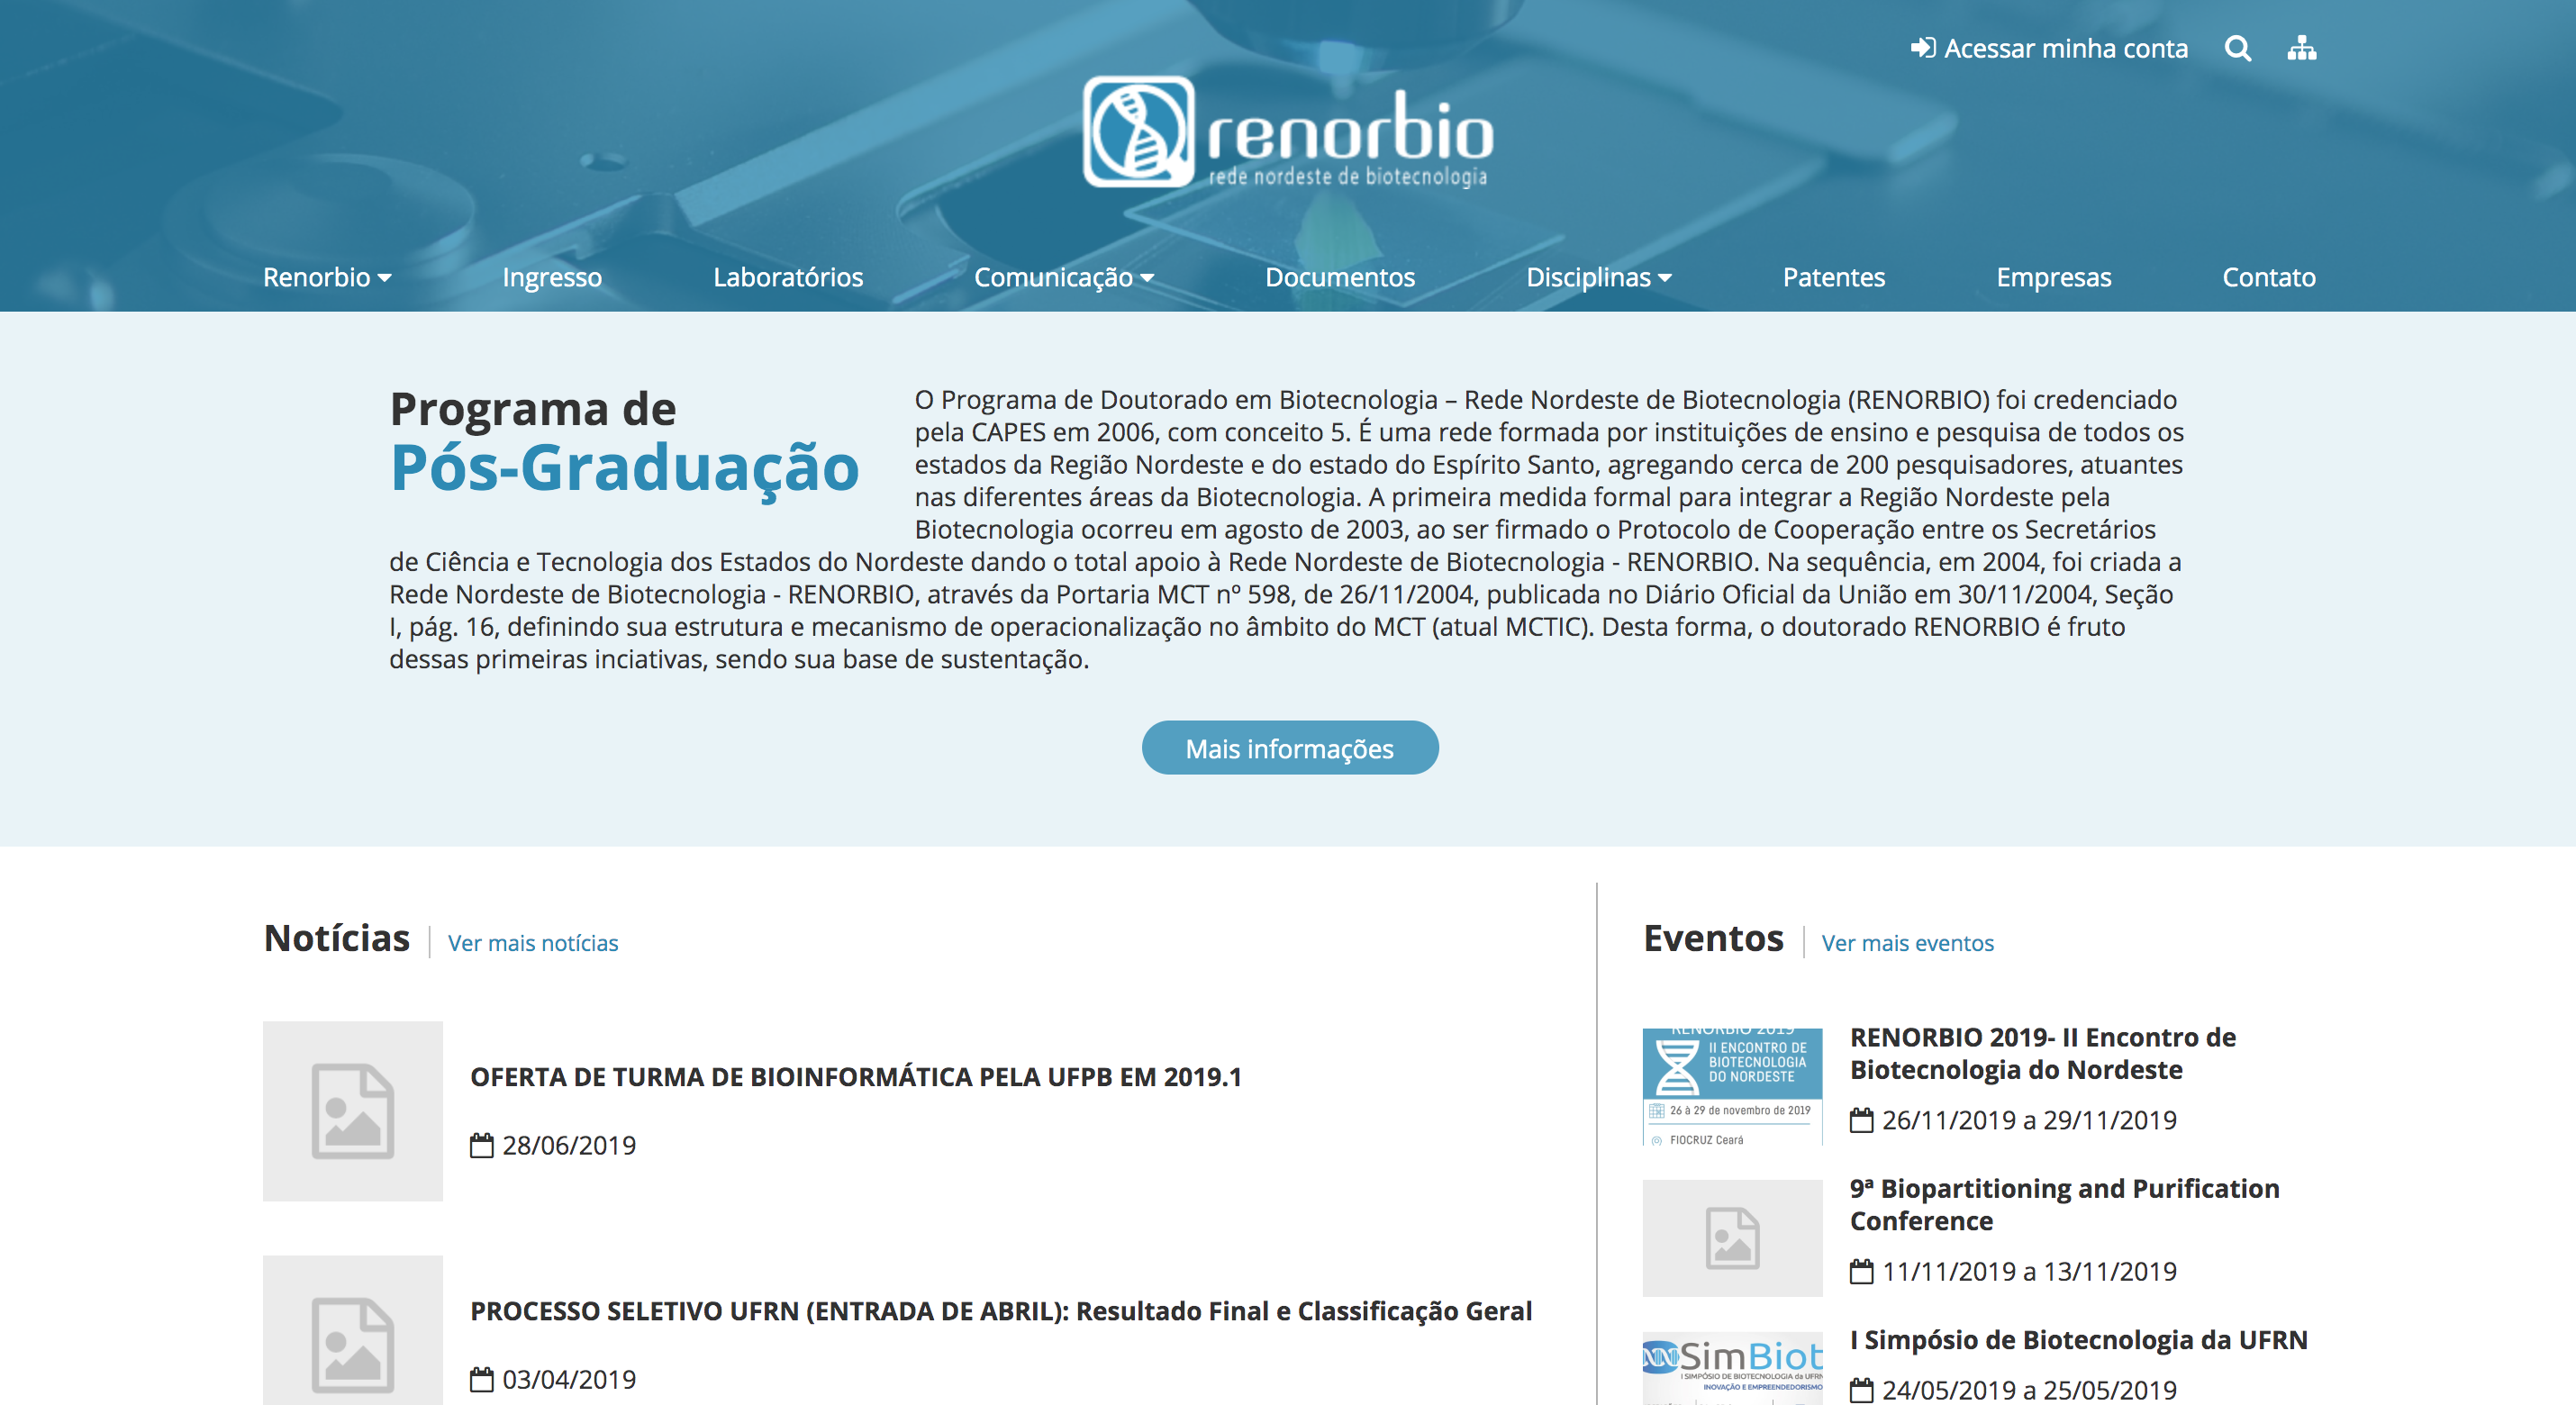 Acessar minha conta
renorbio
rede nordeste de biotecnologia
Renorbio
Ingresso
Laboratórios
Comunicação
Documentos
Disciplinas
Patentes
Empresas
Contato
Programa de
Pós-Graduação
O Programa de Doutorado em Biotecnologia – Rede Nordeste de Biotecnologia (RENORBIO) foi credenciado
pela CAPES em 2006, com conceito 5. É uma rede formada por instituições de ensino e pesquisa de todos os
estados da Região Nordeste e do estado do Espírito Santo, agregando cerca de 200 pesquisadores, atuantes
nas diferentes áreas da Biotecnologia. A primeira medida formal para integrar a Região Nordeste pela
Biotecnologia ocorreu em agosto de 2003, ao ser firmado o Protocolo de Cooperação entre os Secretários
de Ciência e Tecnologia dos Estados do Nordeste dando o total apoio à Rede Nordeste de Biotecnologia - RENORBIO. Na sequência, em 2004, foi criada a
Rede Nordeste de Biotecnologia - RENORBIO, através da Portaria MCT nº 598, de 26/11/2004, publicada no Diário Oficial da União em 30/11/2004, Seção
I, pág. 16, definindo sua estrutura e mecanismo de operacionalização no âmbito do MCT (atual MCTIC). Desta forma, o doutorado RENORBIO é fruto
dessas primeiras inciativas, sendo sua base de sustentação.
Mais informações
Notícias
Ver mais notícias
OFERTA DE TURMA DE BIOINFORMÁTICA PELA UFPB EM 2019.1
28/06/2019
PROCESSO SELETIVO UFRN (ENTRADA DE ABRIL): Resultado Final e Classificação Geral
03/04/2019
Eventos
Ver mais eventos
RENORBIO 2019
II ENCONTRO DE
BIOTECNOLOGIA
DO NORDESTE
26 à 29 de novembro de 2019
FIOCRUZ Ceará
RENORBIO 2019- II Encontro de
Biotecnologia do Nordeste
26/11/2019 a 29/11/2019
9ª Biopartitioning and Purification
Conference
11/11/2019 a 13/11/2019
SimBiot
I SIMPÓSIO DE BIOTECNOLOGIA da UFRN
INOVAÇÃO E EMPREENDEDORISMO
I Simpósio de Biotecnologia da UFRN
24/05/2019 a 25/05/2019